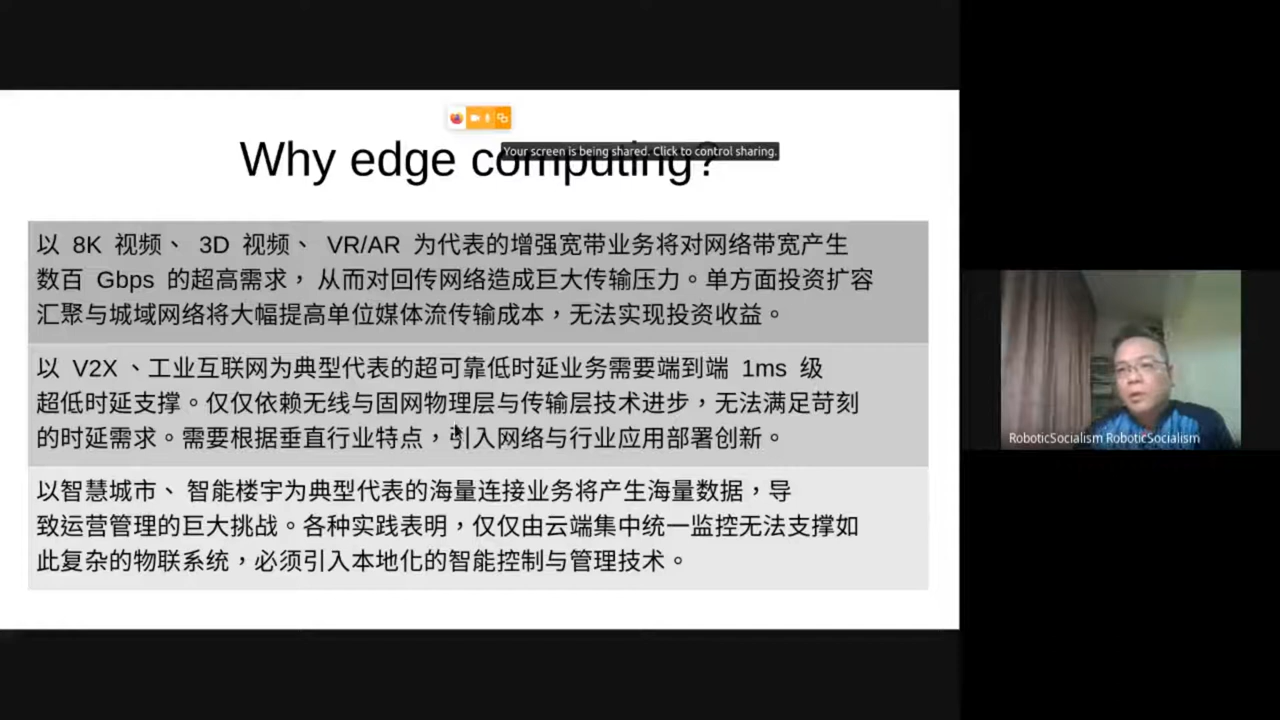 Your screen is being shared. Click to control sharing.
Why edge computing?
以 8K 视频、 3D 视频、 VR/AR 为代表的增强宽带业务将对网络带宽产生
数百 Gbps 的超高需求， 从而对回传网络造成巨大传输压力。单方面投资扩容
汇聚与城域网络将大幅提高单位媒体流传输成本，无法实现投资收益。
以 V2X 、工业互联网为典型代表的超可靠低时延业务需要端到端 1ms 级
超低时延支撑。仅仅依赖无线与固网物理层与传输层技术进步，无法满足苛刻
的时延需求。需要根据垂直行业特点，引入网络与行业应用部署创新。
以智慧城市、 智能楼宇为典型代表的海量连接业务将产生海量数据，导
致运营管理的巨大挑战。各种实践表明，仅仅由云端集中统一监控无法支撑如
此复杂的物联系统，必须引入本地化的智能控制与管理技术。
RoboticSocialism RoboticSocialism